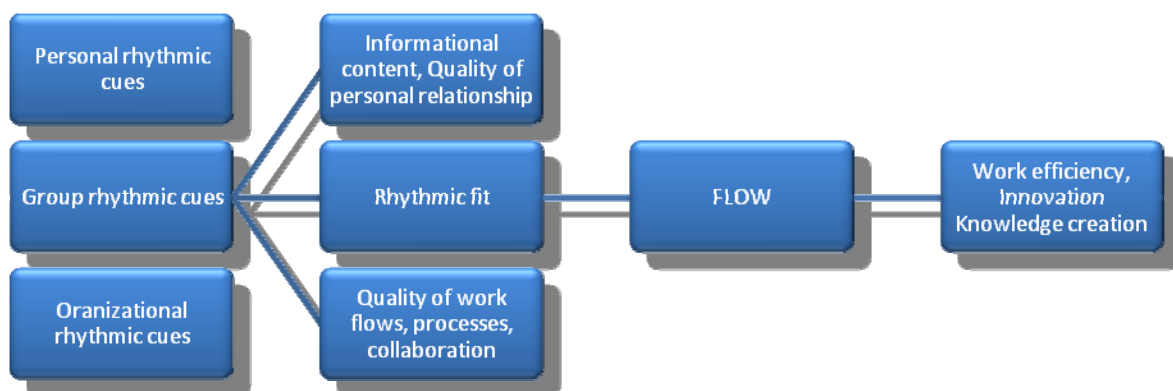 Personal rhythmic
cues
Informational
content, Quality of
personal relationship
Group rhythmic cues
Rhythmic fit
FLOW
Work efficiency,
Innovation
Knowledge creation
Oranizational
rhythmic cues
Quality of work
flows, processes,
collaboration